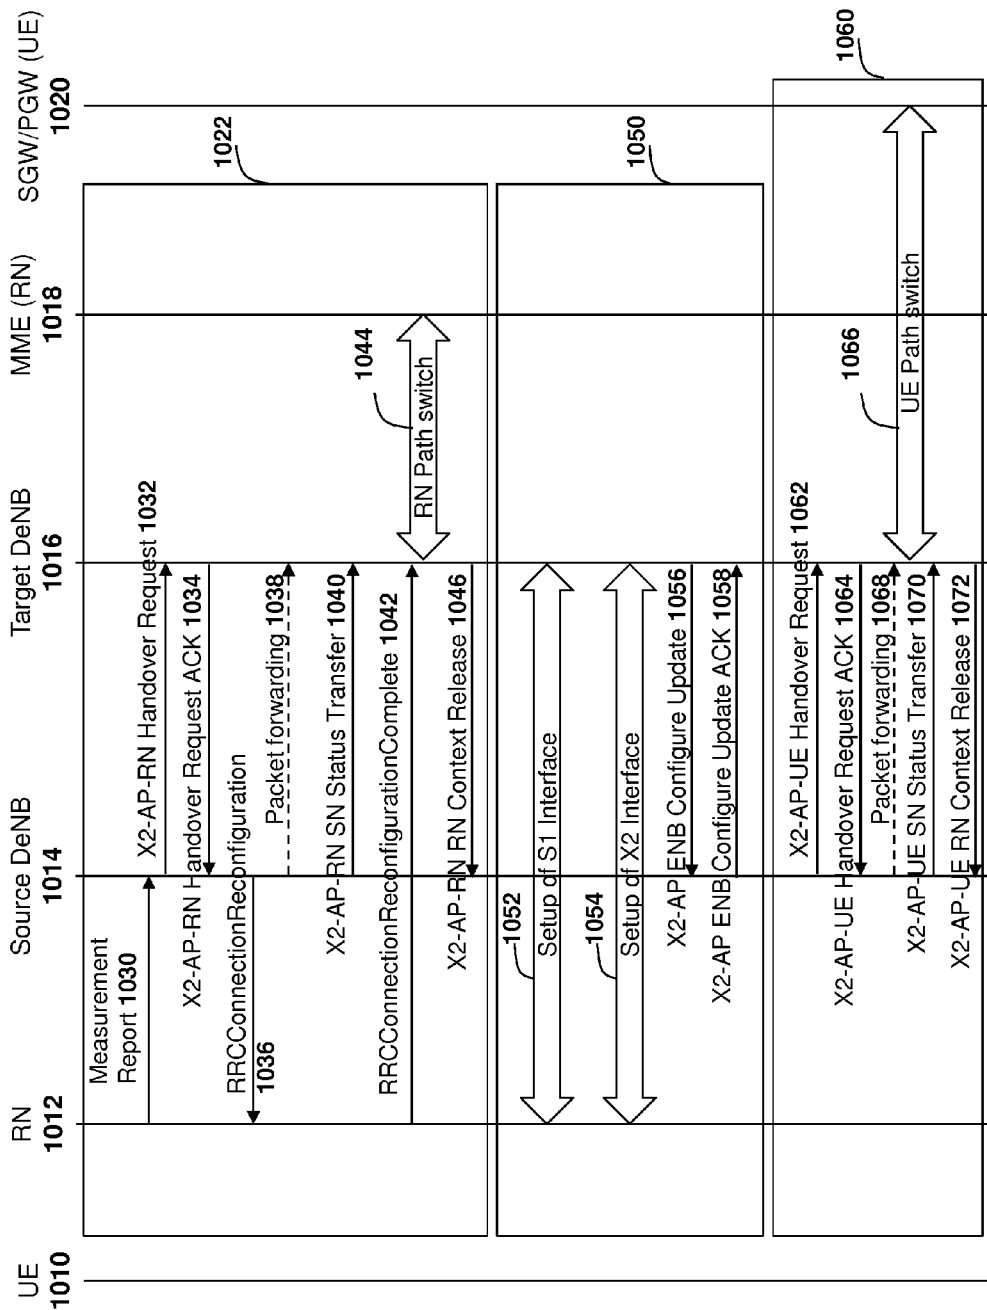 UE
1010
RN
1012
Source DeNB
1014
Target DeNB
1016
MME (RN)
1018
SGW/PGW (UE)
1020
1022
Measurement
Report 1030
X2-AP-RN Handover Request 1032
X2-AP-RN Handover Request ACK 1034
RRCConnectionReconfiguration
1036
Packet forwarding 1038
X2-AP-RN SN Status Transfer 1040
RRCConnectionReconfigurationComplete 1042
1044
RN Path switch
X2-AP-RN RN Context Release 1046
1050
1052
Setup of S1 Interface
1054
Setup of X2 Interface
X2-AP ENB Configure Update 1056
X2-AP ENB Configure Update ACK 1058
1060
X2-AP-UE Handover Request 1062
X2-AP-UE Handover Request ACK 1064
1066
UE Path switch
Packet forwarding 1068
X2-AP-UE SN Status Transfer 1070
X2-AP-UE RN Context Release 1072